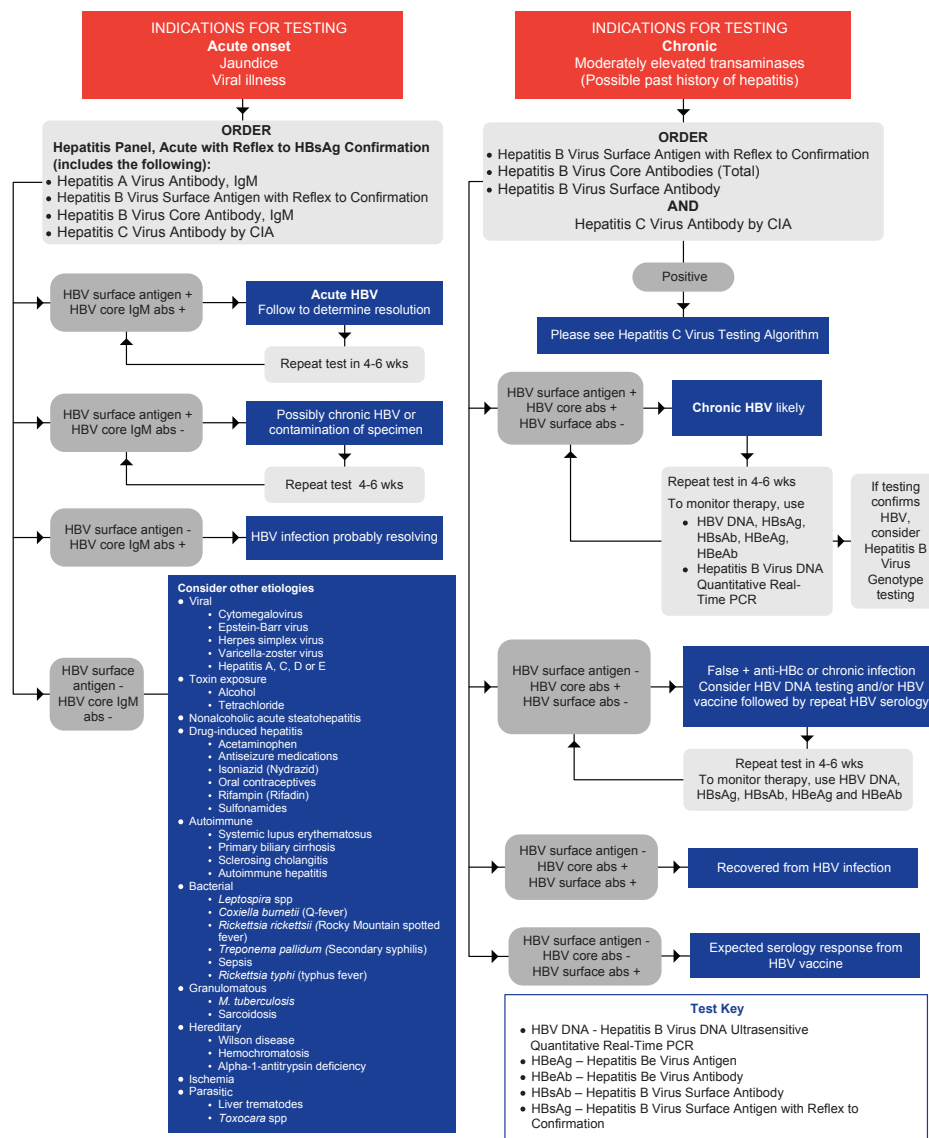 INDICATIONS FOR TESTING
Acute onset
Jaundice
Viral illness
ORDER
Hepatitis Panel, Acute with Reflex to HBsAg Confirmation
(includes the following):
● Hepatitis A Virus Antibody, IgM
● Hepatitis B Virus Surface Antigen with Reflex to Confirmation
● Hepatitis B Virus Core Antibody, IgM
● Hepatitis C Virus Antibody by CIA
HBV surface antigen +
HBV core IgM abs +
Acute HBV
Follow to determine resolution
Repeat test in 4-6 wks
HBV surface antigen +
HBV core IgM abs -
Possibly chronic HBV or
contamination of specimen
Repeat test 4-6 wks
HBV surface antigen -
HBV core IgM abs +
HBV infection probably resolving
HBV surface
antigen -
HBV core IgM
abs -
Consider other etiologies
● Viral
• Cytomegalovirus
• Epstein-Barr virus
• Herpes simplex virus
• Varicella-zoster virus
• Hepatitis A, C, D or E
● Toxin exposure
• Alcohol
• Tetrachloride
● Nonalcoholic acute steatohepatitis
● Drug-induced hepatitis
• Acetaminophen
• Antiseizure medications
• Isoniazid (Nydrazid)
• Oral contraceptives
• Rifampin (Rifadin)
• Sulfonamides
● Autoimmune
• Systemic lupus erythematosus
• Primary biliary cirrhosis
• Sclerosing cholangitis
• Autoimmune hepatitis
● Bacterial
• Leptospira spp
• Coxiella burnetii (Q-fever)
• Rickettsia rickettsii (Rocky Mountain spotted
fever)
• Treponema pallidum (Secondary syphilis)
• Sepsis
• Rickettsia typhi (typhus fever)
● Granulomatous
• M. tuberculosis
• Sarcoidosis
● Hereditary
• Wilson disease
• Hemochromatosis
• Alpha-1-antitrypsin deficiency
● Ischemia
● Parasitic
• Liver trematodes
• Toxocara spp
INDICATIONS FOR TESTING
Chronic
Moderately elevated transaminases
(Possible past history of hepatitis)
ORDER
● Hepatitis B Virus Surface Antigen with Reflex to Confirmation
● Hepatitis B Virus Core Antibodies (Total)
● Hepatitis B Virus Surface Antibody
AND
Hepatitis C Virus Antibody by CIA
Positive
Please see Hepatitis C Virus Testing Algorithm
HBV surface antigen +
HBV core abs +
HBV surface abs -
Chronic HBV likely
Repeat test in 4-6 wks
To monitor therapy, use
● HBV DNA, HBsAg,
HBsAb, HBeAg,
HBeAb
● Hepatitis B Virus DNA
Quantitative Real-
Time PCR
If testing
confirms
HBV,
consider
Hepatitis B
Virus
Genotype
testing
HBV surface antigen -
HBV core abs +
HBV surface abs -
False + anti-HBc or chronic infection
Consider HBV DNA testing and/or HBV
vaccine followed by repeat HBV serology
Repeat test in 4-6 wks
To monitor therapy, use HBV DNA,
HBsAg, HBsAb, HBeAg and HBeAb
HBV surface antigen -
HBV core abs +
HBV surface abs +
Recovered from HBV infection
HBV surface antigen -
HBV core abs -
HBV surface abs +
Expected serology response from
HBV vaccine
Test Key
● HBV DNA - Hepatitis B Virus DNA Ultrasensitive
Quantitative Real-Time PCR
● HBeAg – Hepatitis Be Virus Antigen
● HBeAb – Hepatitis Be Virus Antibody
● HBsAb – Hepatitis B Virus Surface Antibody
● HBsAg – Hepatitis B Virus Surface Antigen with Reflex to
Confirmation